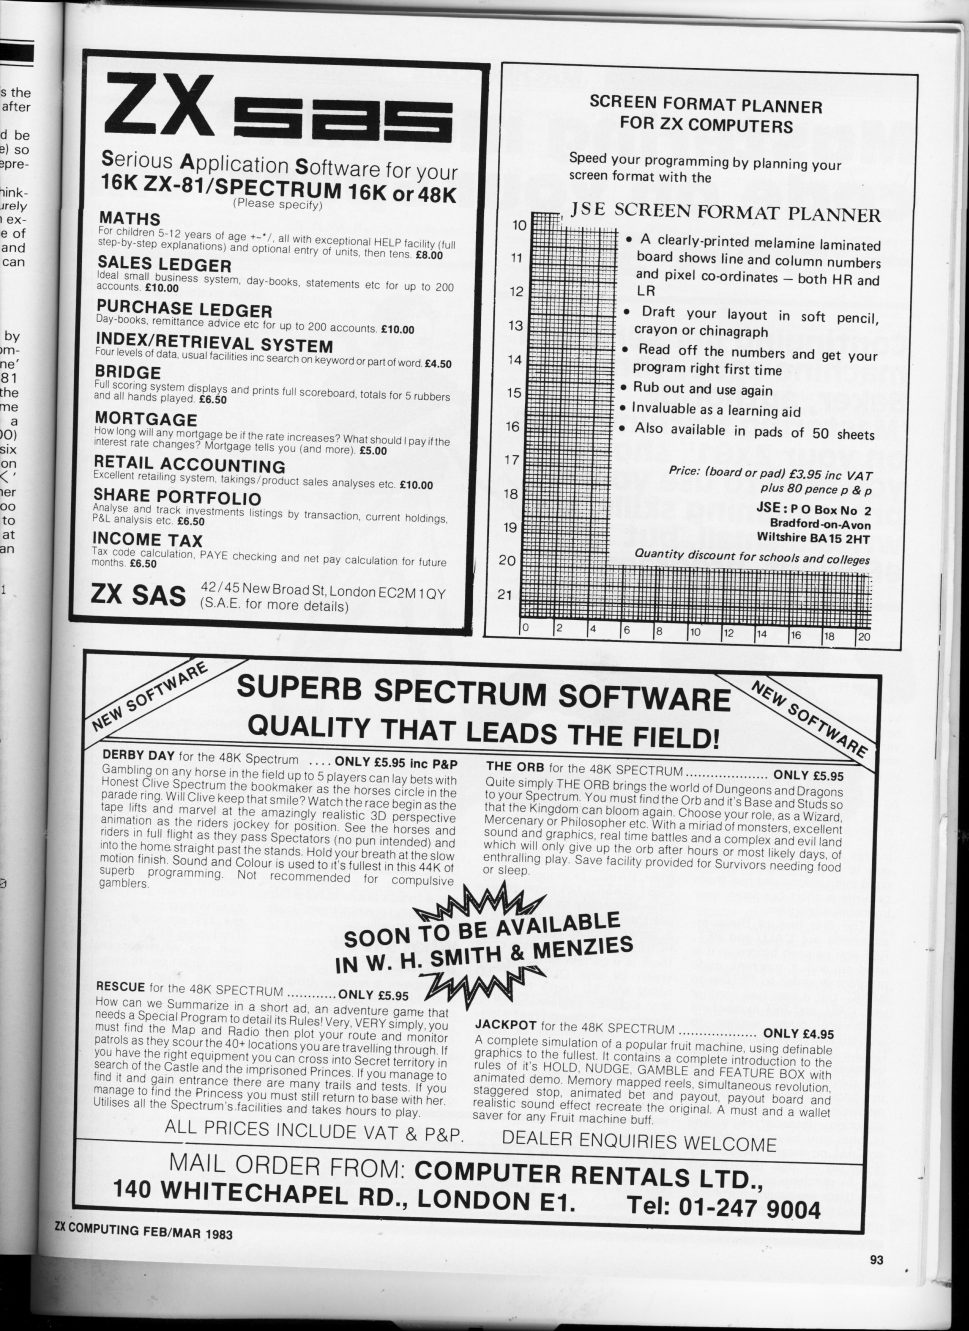 s the
after
d be
e) so
epre-
hink-
urely
ex-
e of
and
can
by
om-
ne'
81
the
me
a
00)
six
on
<'
her
oo
to
at
an
1
ZX sas
Serious Application Software for your
16K ZX-81/SPECTRUM 16K or 48K
(Please specify)
MATHS
For children 5-12 years of age +-*/, all with exceptional HELP facility (full
step-by-step explanations) and optional entry of units, then tens. £8.00
SALES LEDGER
Ideal small business system, day-books, statements etc for up to 200
accounts. £10.00
PURCHASE LEDGER
Day-books, remittance advice etc for up to 200 accounts. £10.00
INDEX/RETRIEVAL SYSTEM
Four levels of data, usual facilities inc search on keyword or part of word. £4.50
BRIDGE
Full scoring system displays and prints full scoreboard, totals for 5 rubbers
and all hands played. £6.50
MORTGAGE
How long will any mortgage be if the rate increases? What should I pay if the
interest rate changes? Mortgage tells you (and more). £5.00
RETAIL ACCOUNTING
Excellent retailing system, takings/product sales analyses etc. £10.00
SHARE PORTFOLIO
Analyse and track investments listings by transaction, current holdings,
P&L analysis etc. £6.50
INCOME TAX
Tax code calculation, PAYE checking and net pay calculation for future
months. £6.50
ZX SAS 42/45 New Broad St, London EC2M 1QY
(S.A.E. for more details)
SCREEN FORMAT PLANNER
FOR ZX COMPUTERS
Speed your programming by planning your
screen format with the
JSE SCREEN FORMAT PLANNER
• A clearly-printed melamine laminated
board shows line and column numbers
and pixel co-ordinates — both HR and
LR
• Draft your layout in soft pencil,
crayon or chinagraph
• Read off the numbers and get your
program right first time
• Rub out and use again
• Invaluable as a learning aid
• Also available in pads of 50 sheets
Price: (board or pad) £3.95 inc VAT
plus 80 pence p & p
JSE : P O Box No 2
Bradford-on-Avon
Wiltshire BA15 2HT
Quantity discount for schools and colleges
10
11
12
13
14
15
16
17
18
19
20
21
0 2 4 6 8 10 12 14 16 18 20
NEW SOFTWARE
SUPERB SPECTRUM SOFTWARE
QUALITY THAT LEADS THE FIELD!
NEW SOFTWARE
DERBY DAY for the 48K Spectrum .... ONLY £5.95 inc P&P
Gambling on any horse in the field up to 5 players can lay bets with
Honest Clive Spectrum the bookmaker as the horses circle in the
parade ring. Will Clive keep that smile? Watch the race begin as the
tape lifts and marvel at the amazingly realistic 3D perspective
animation as the riders jockey for position. See the horses and
riders in full flight as they pass Spectators (no pun intended) and
into the home straight past the stands. Hold your breath at the slow
motion finish. Sound and Colour is used to it's fullest in this 44K of
superb programming. Not recommended for compulsive
gamblers.
THE ORB for the 48K SPECTRUM..................... ONLY £5.95
Quite simply THE ORB brings the world of Dungeons and Dragons
to your Spectrum. You must find the Orb and it's Base and Studs so
that the Kingdom can bloom again. Choose your role, as a Wizard,
Mercenary or Philosopher etc. With a miriad of monsters, excellent
sound and graphics, real time battles and a complex and evil land
which will only give up the orb after hours or most likely days, of
enthralling play. Save facility provided for Survivors needing food
or sleep.
SOON TO BE AVAILABLE
IN W. H. SMITH & MENZIES
RESCUE for the 48K SPECTRUM ............ONLY £5.95
How can we Summarize in a short ad, an adventure game that
needs a Special Program to detail its Rules! Very, VERY simply, you
must find the Map and Radio then plot your route and monitor
patrols as they scour the 40+ locations you are travelling through. If
you have the right equipment you can cross into Secret territory in
search of the Castle and the imprisoned Princes. If you manage to
find it and gain entrance there are many trails and tests. If you
manage to find the Princess you must still return to base with her.
Utilises all the Spectrum's facilities and takes hours to play.
JACKPOT for the 48K SPECTRUM .................... ONLY £4.95
A complete simulation of a popular fruit machine, using definable
graphics to the fullest. It contains a complete introduction to the
rules of it's HOLD, NUDGE, GAMBLE and FEATURE BOX with
animated demo. Memory mapped reels, simultaneous revolution,
staggered stop, animated bet and payout, payout board and
realistic sound effect recreate the original. A must and a wallet
saver for any Fruit machine buff.
ALL PRICES INCLUDE VAT & P&P. DEALER ENQUIRIES WELCOME
MAIL ORDER FROM: COMPUTER RENTALS LTD.,
140 WHITECHAPEL RD., LONDON E1. Tel: 01-247 9004
ZX COMPUTING FEB/MAR 1983
93